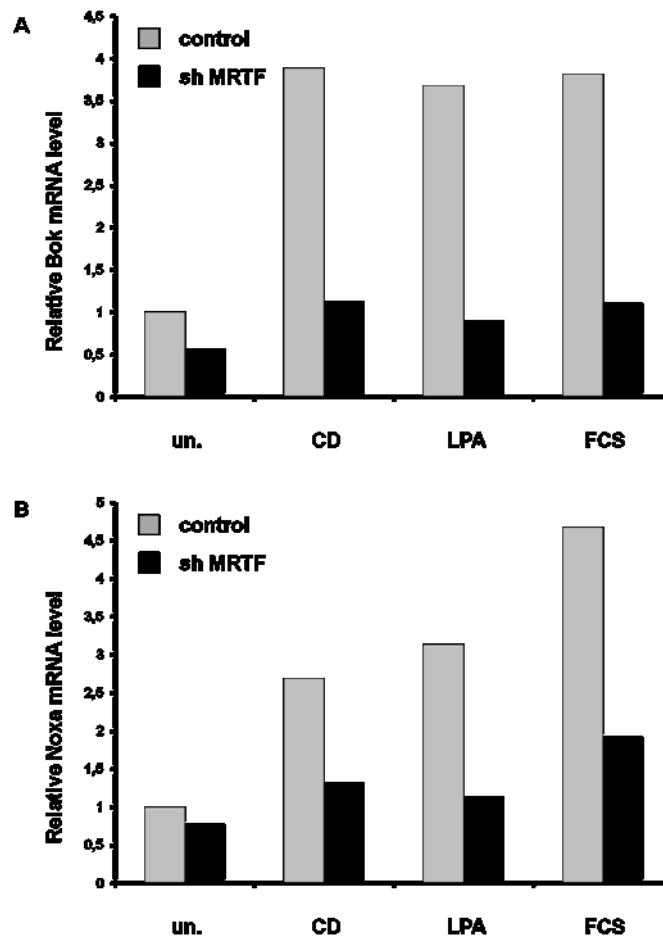 A
control
sh MRTF
Relative Bok mRNA level
4,5
4
3,5
3
2,5
2
1,5
1
0,5
0
un. CD LPA FCS
B
control
sh MRTF
Relative Noxa mRNA level
5
4,5
4
3,5
3
2,5
2
1,5
1
0,5
0
un. CD LPA FCS